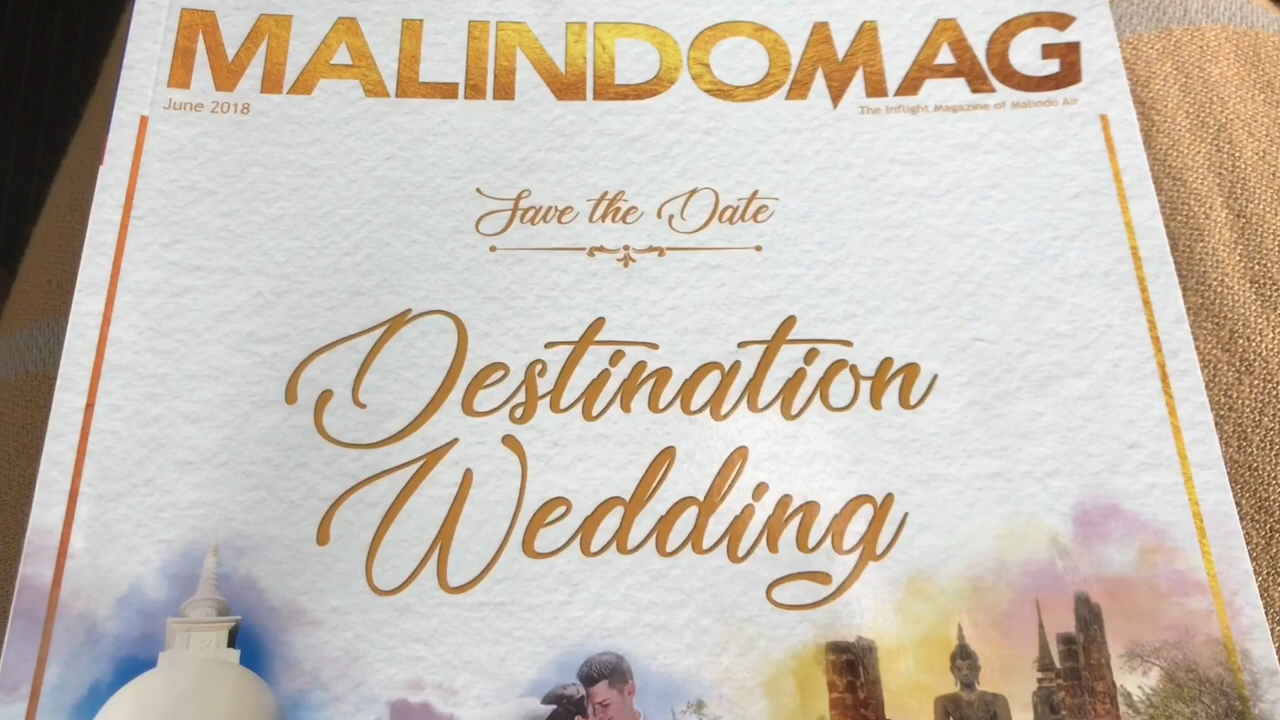 MALINDOMAG
June 2018
The Inflight Magazine of Malindo Air
Save the Date
Destination
Wedding